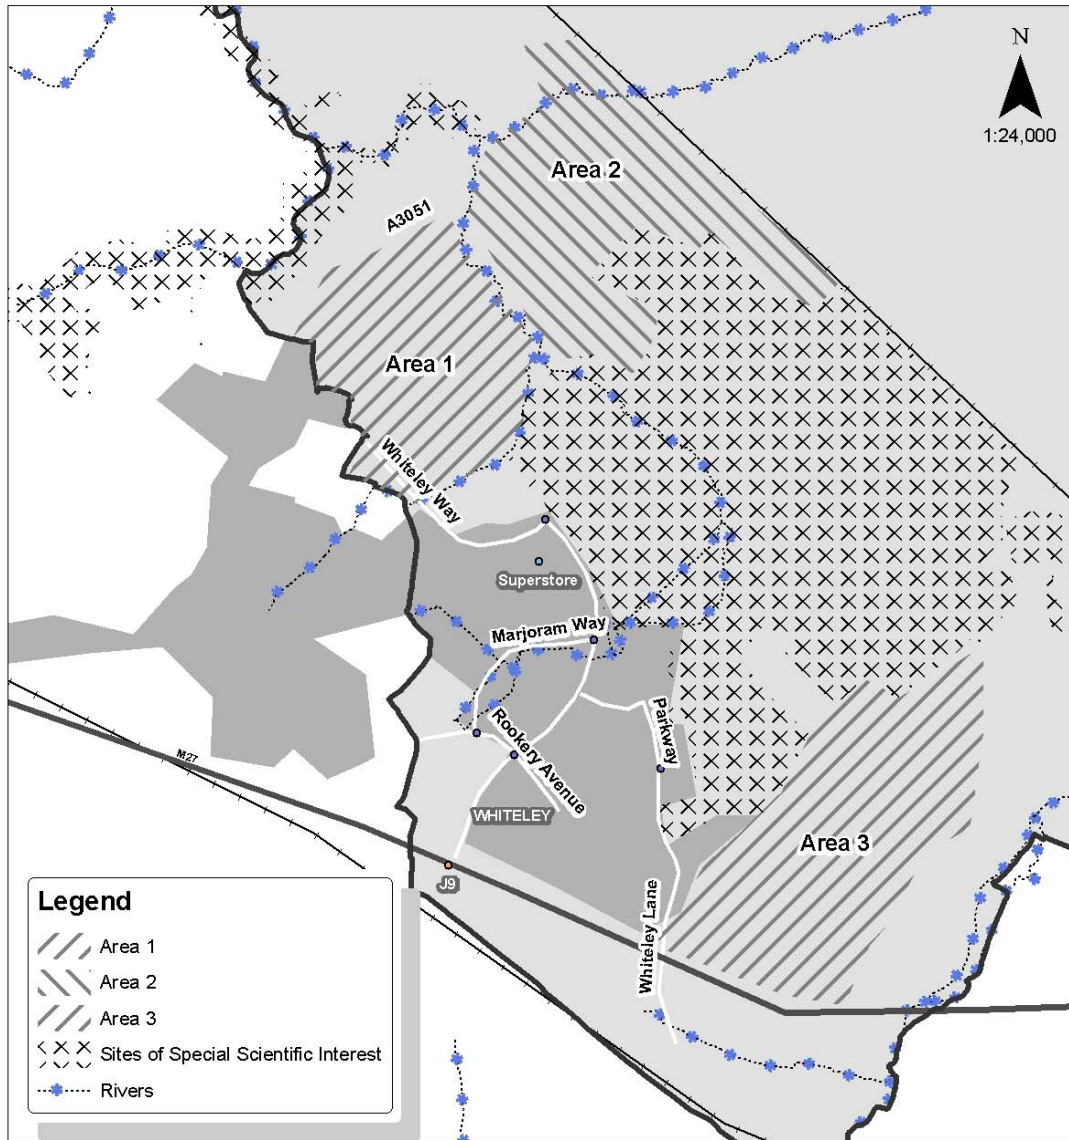 N
1:24,000
Area 2
A3051
Area 1
Whiteley Way
Superstore
Marjoram Way
Parkway
Rookery Avenue
M27
WHITELEY
Area 3
J9
Whiteley Lane
Legend
Area 1
Area 2
Area 3
Sites of Special Scientific Interest
Rivers